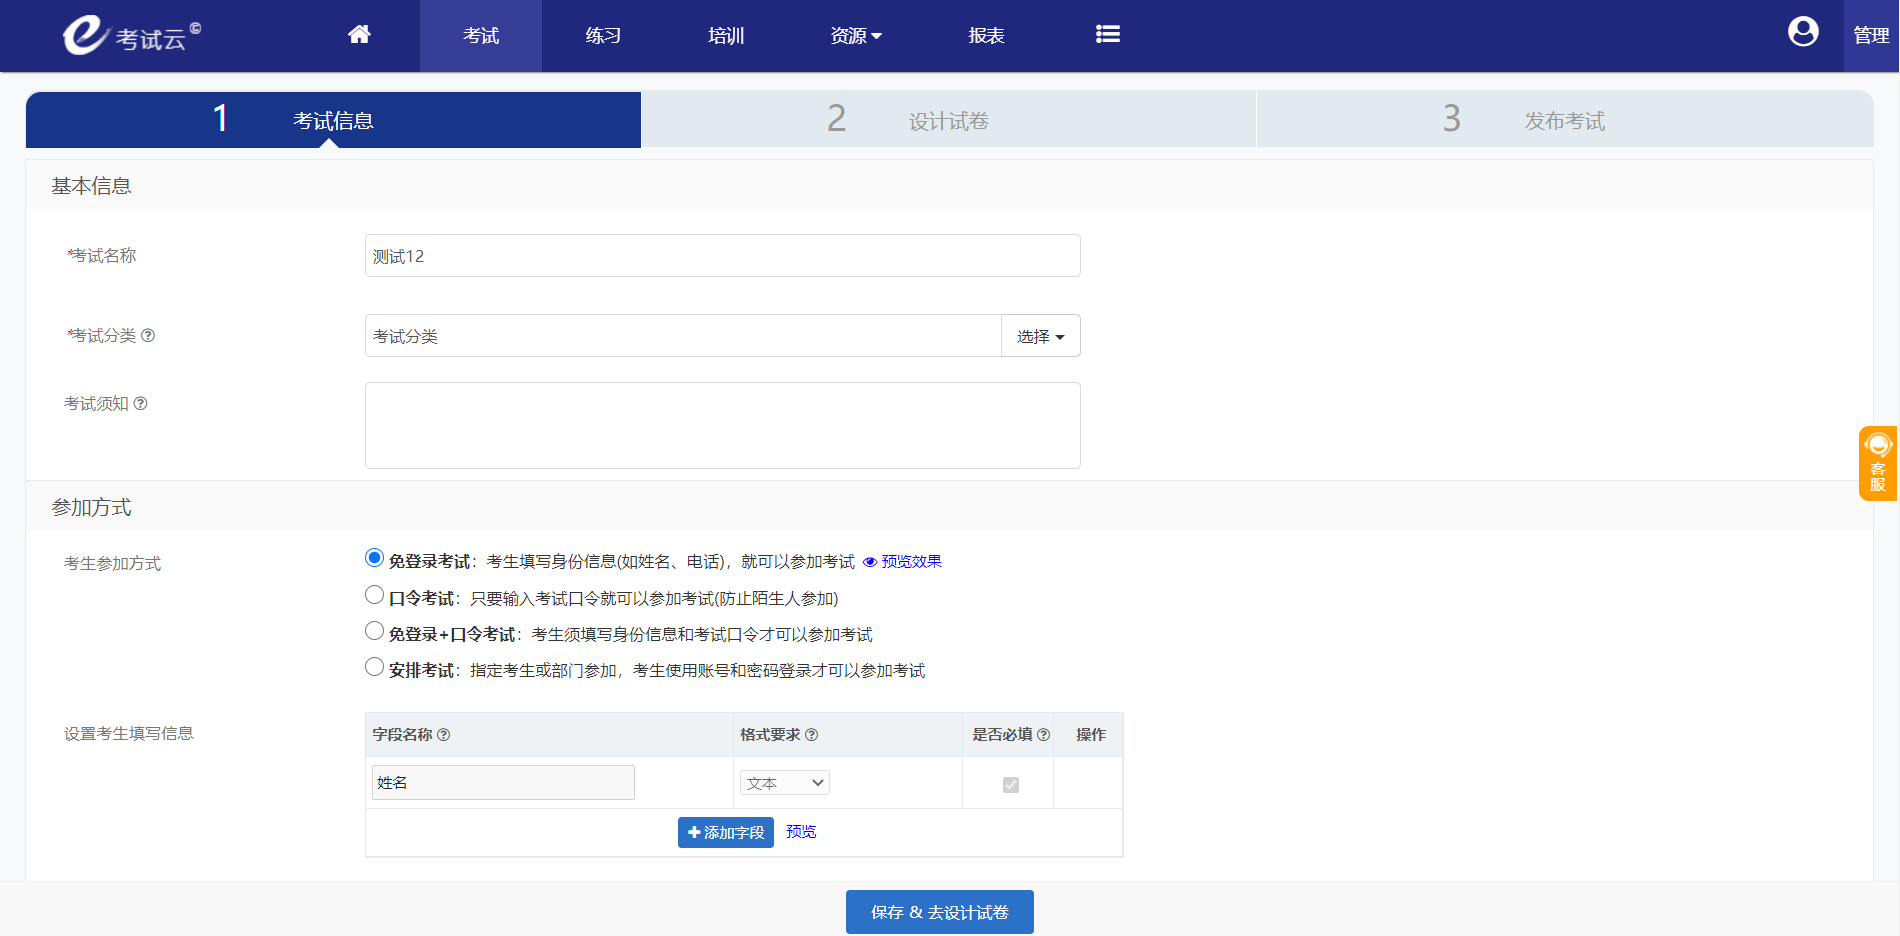 考试云©
考试
练习
培训
资源
报表
管理
1 考试信息
2 设计试卷
3 发布考试
基本信息
*考试名称
测试12
*考试分类
考试分类
选择
考试须知
客服
参加方式
考生参加方式
免登录考试：考生填写身份信息(如姓名、电话)，就可以参加考试 预览效果
口令考试：只要输入考试口令就可以参加考试(防止陌生人参加)
免登录+口令考试：考生须填写身份信息和考试口令才可以参加考试
安排考试：指定考生或部门参加，考生使用账号和密码登录才可以参加考试
设置考生填写信息
字段名称 格式要求 是否必填 操作
姓名 文本
添加字段 预览
保存 & 去设计试卷